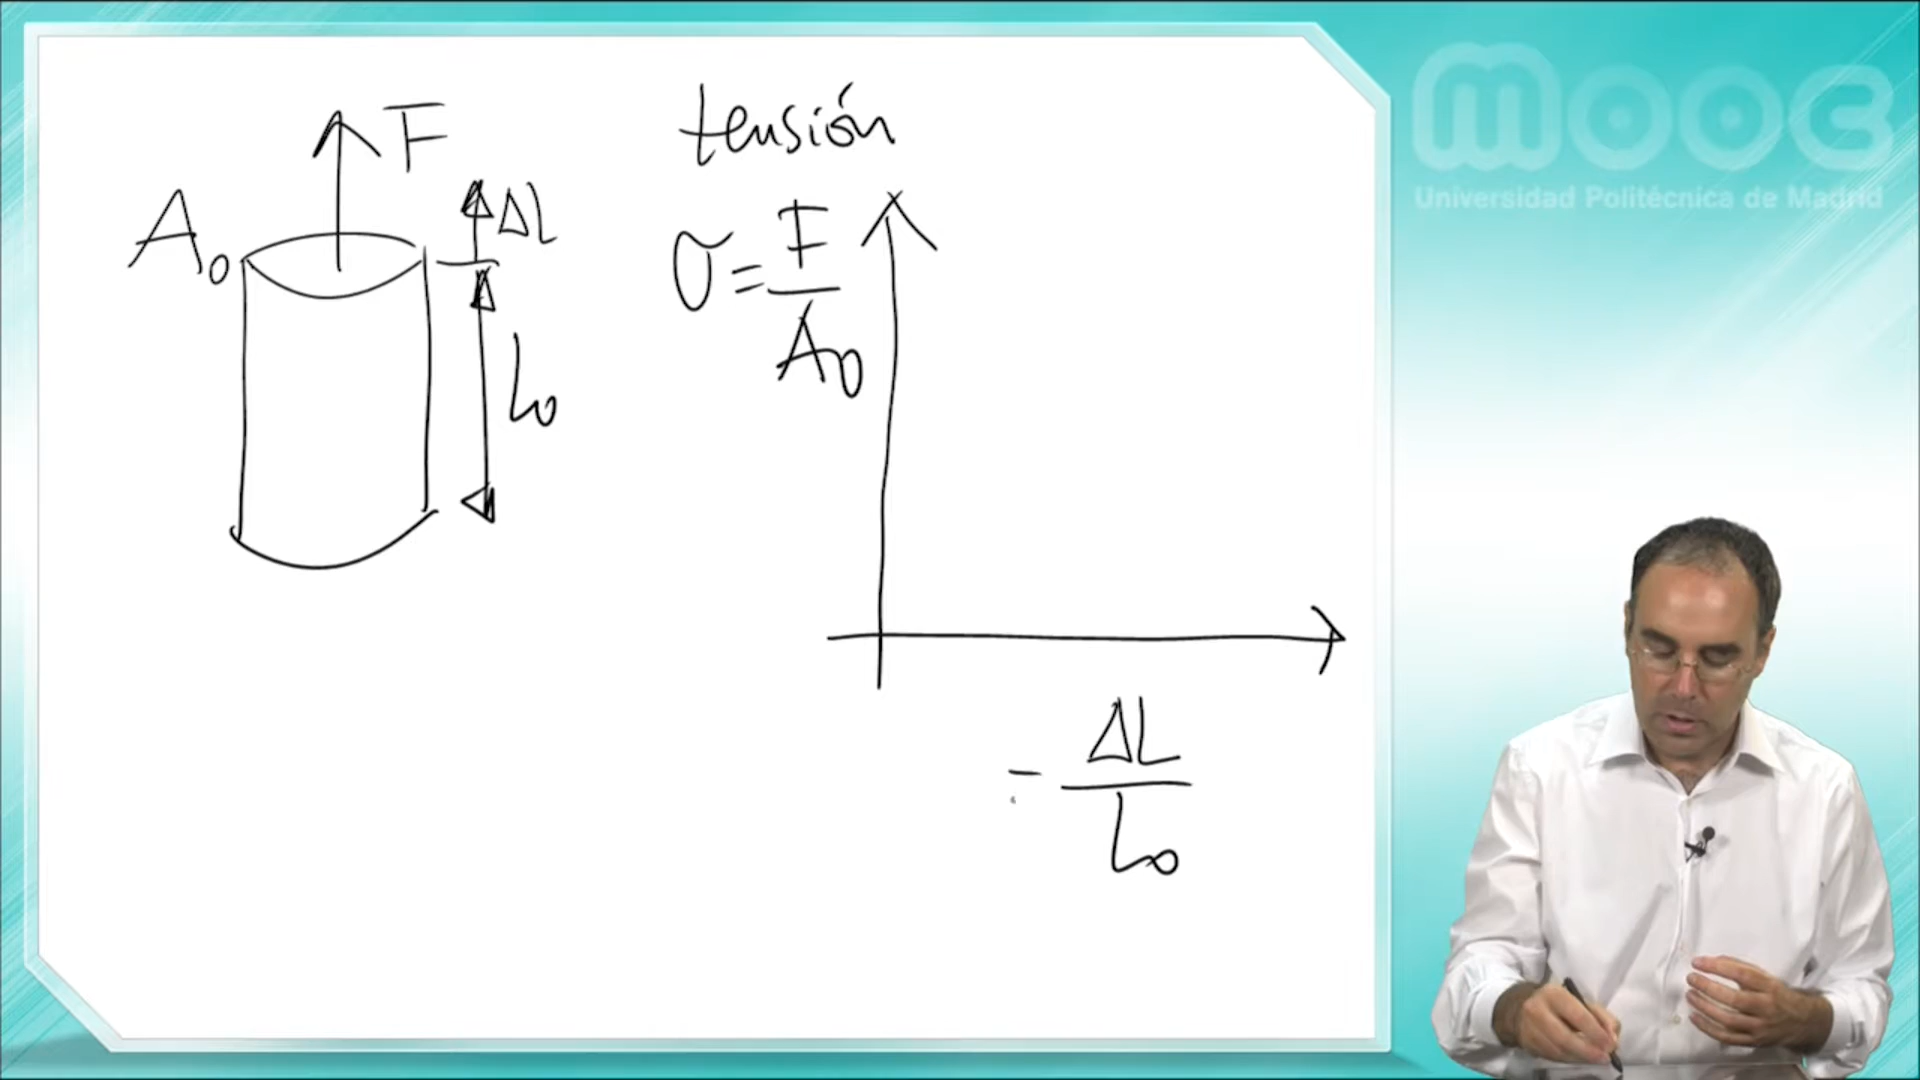 F
A₀
ΔL
L₀
tensión
σ = F / A₀
= ΔL / L₀
mooc
Universidad Politécnica de Madrid